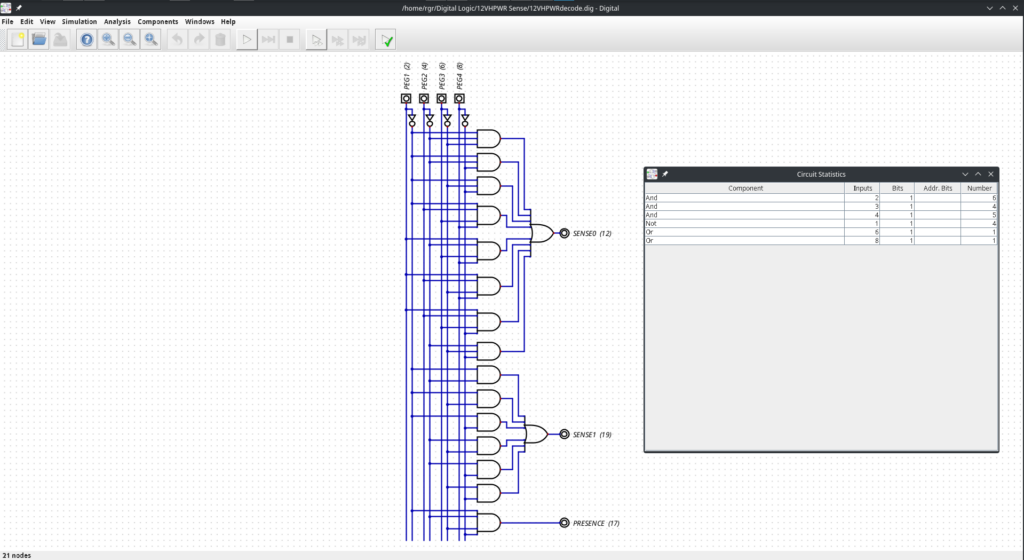 /home/rgr/Digital Logic/12VHPWR Sense/12VHPWRdecode.dig - Digital
File Edit View Simulation Analysis Components Windows Help
PEG1 (2)
PEG2 (4)
PEG3 (6)
PEG4 (8)
SENSE0 (12)
SENSE1 (19)
PRESENCE (17)
Circuit Statistics
Component Inputs Bits Addr. Bits Number
And 2 1 6
And 3 1 4
And 4 1 5
Not 1 1 4
Or 6 1 1
Or 8 1 1
21 nodes